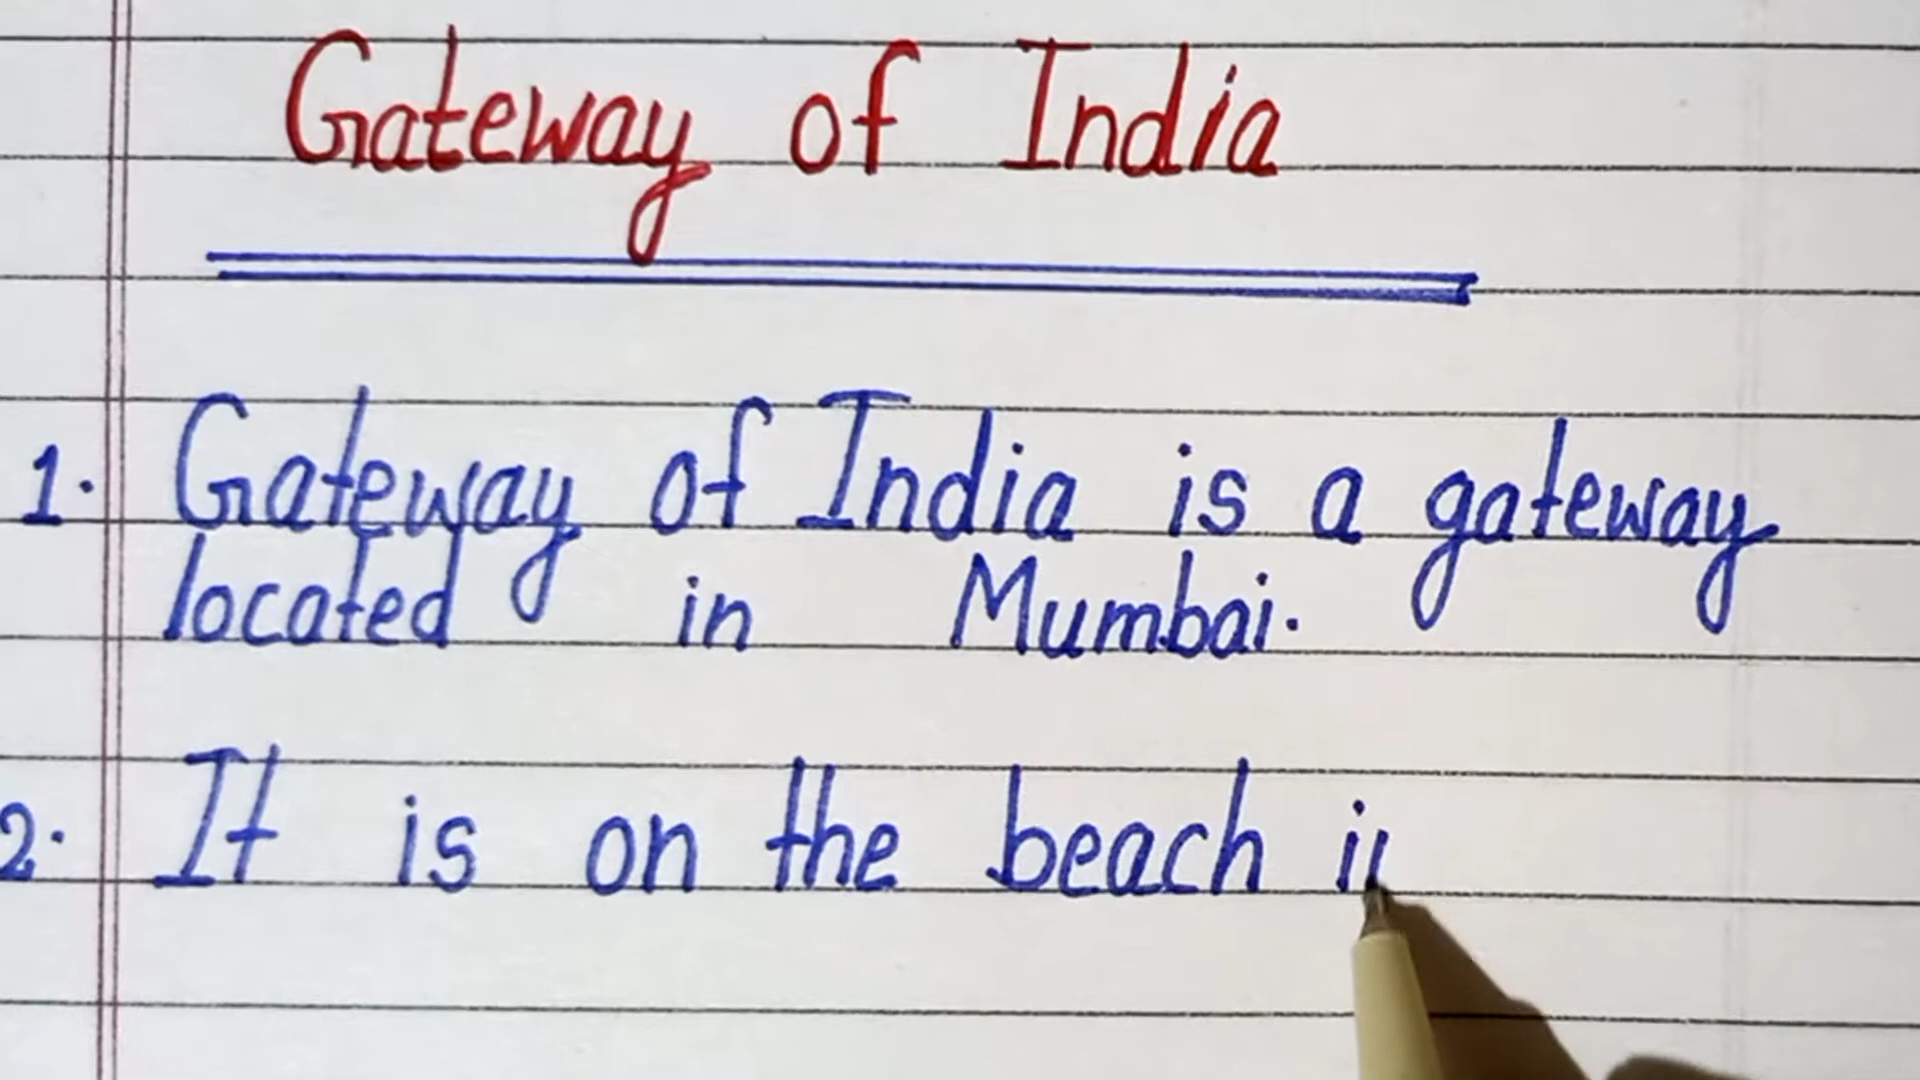 Gateway of India
1. Gateway of India is a gateway
located in Mumbai.
2. It is on the beach